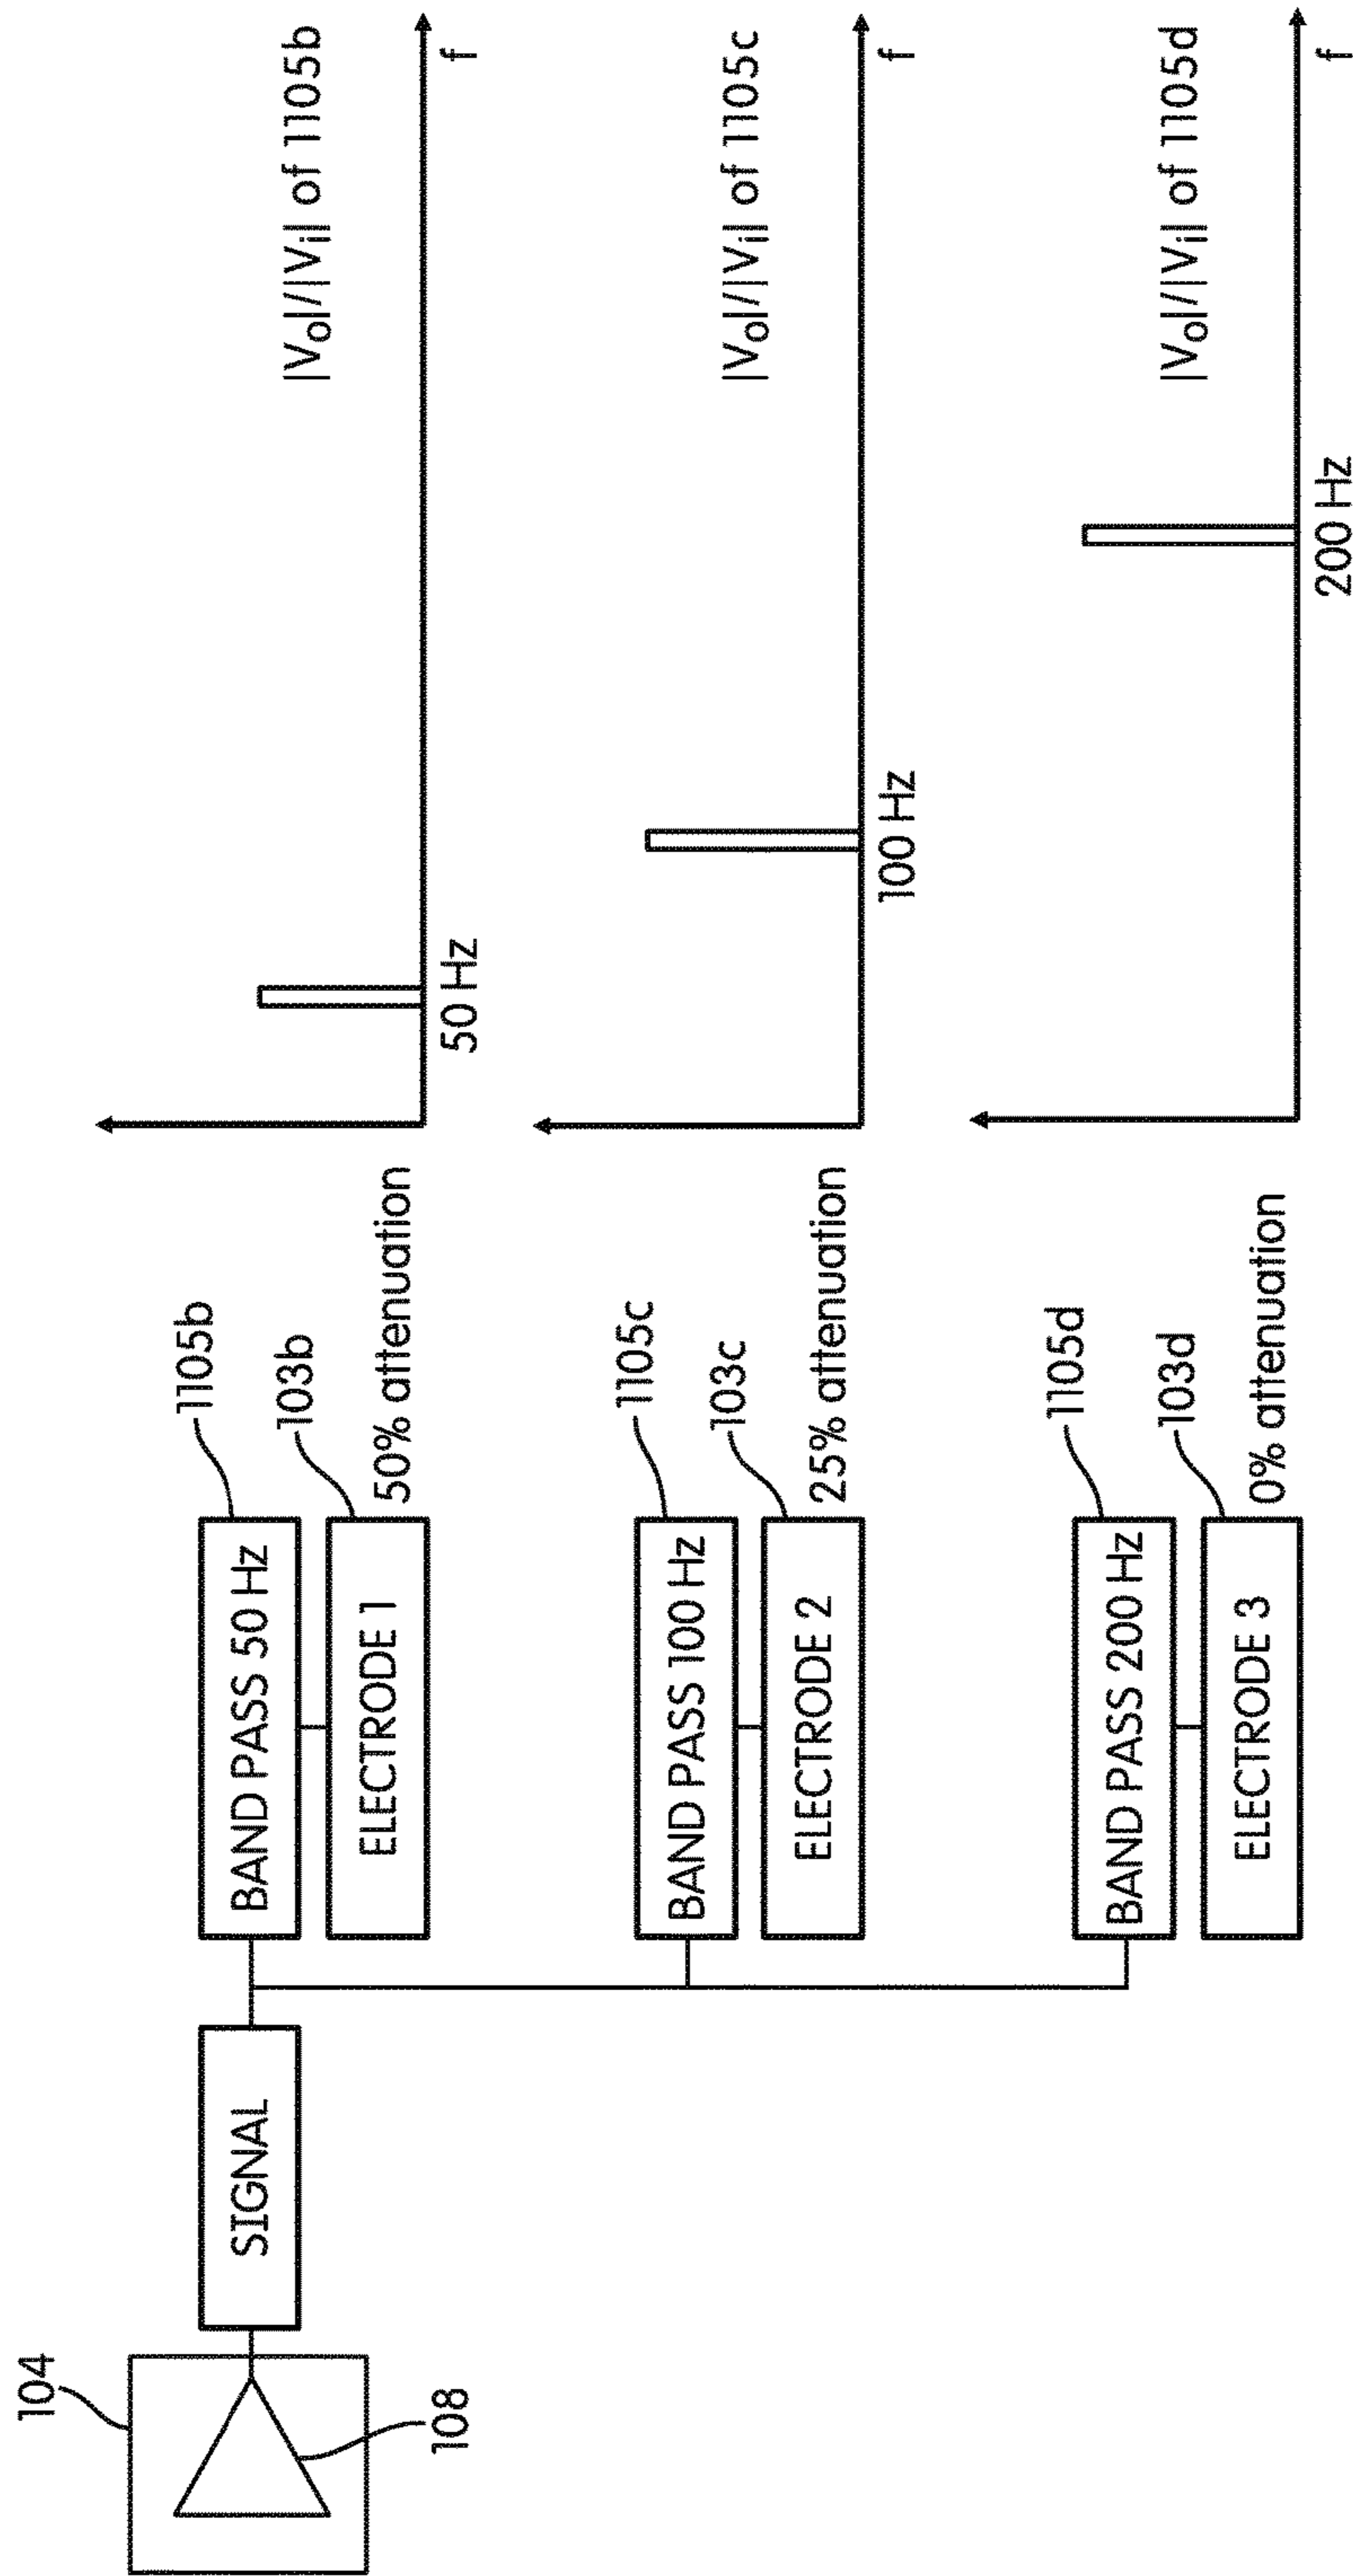 104
108
SIGNAL
BAND PASS 50 Hz
1105b
ELECTRODE 1
103b
50% attenuation
|Vo|/|Vi| of 1105b
50 Hz
f
BAND PASS 100 Hz
1105c
ELECTRODE 2
103c
25% attenuation
|Vo|/|Vi| of 1105c
100 Hz
f
BAND PASS 200 Hz
1105d
ELECTRODE 3
103d
0% attenuation
|Vo|/|Vi| of 1105d
200 Hz
f